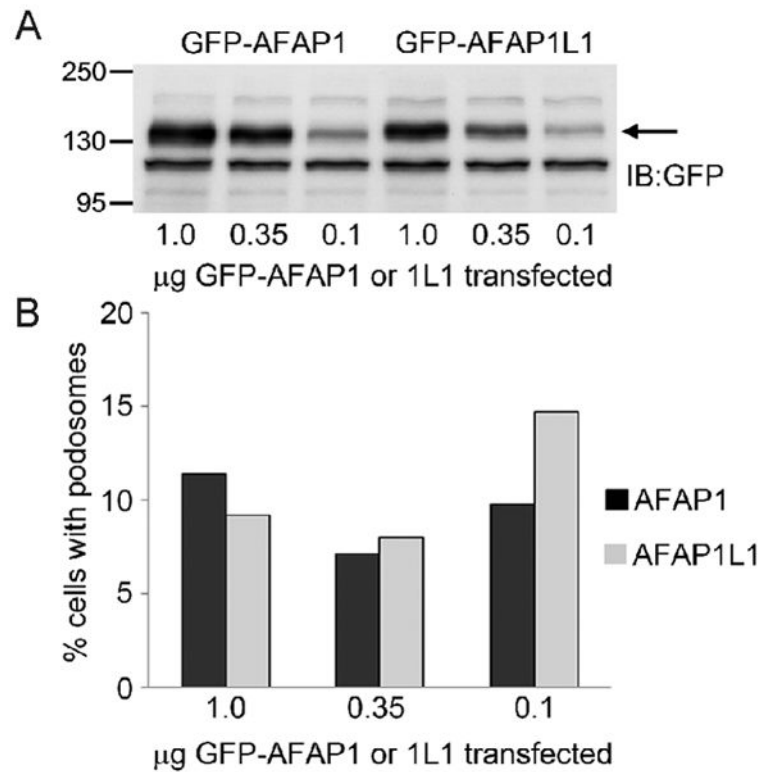 A
GFP-AFAP1 GFP-AFAP1L1
250
130
95
IB:GFP
1.0 0.35 0.1 1.0 0.35 0.1
μg GFP-AFAP1 or 1L1 transfected
B
% cells with podosomes
20
15
10
5
0
AFAP1
AFAP1L1
1.0 0.35 0.1
μg GFP-AFAP1 or 1L1 transfected